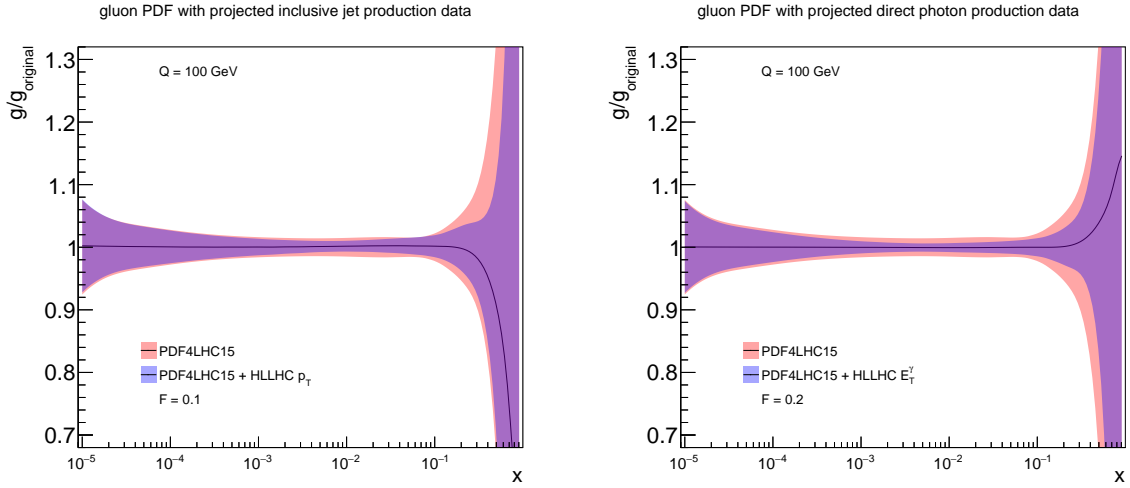 gluon PDF with projected inclusive jet production data
g/g_original
1.3
1.2
1.1
1
0.9
0.8
0.7
Q = 100 GeV
PDF4LHC15
PDF4LHC15 + HLLHC p_T
F = 0.1
10^−5
10^−4
10^−3
10^−2
10^−1
x
gluon PDF with projected direct photon production data
g/g_original
1.3
1.2
1.1
1
0.9
0.8
0.7
Q = 100 GeV
PDF4LHC15
PDF4LHC15 + HLLHC E_T^γ
F = 0.2
10^−5
10^−4
10^−3
10^−2
10^−1
x